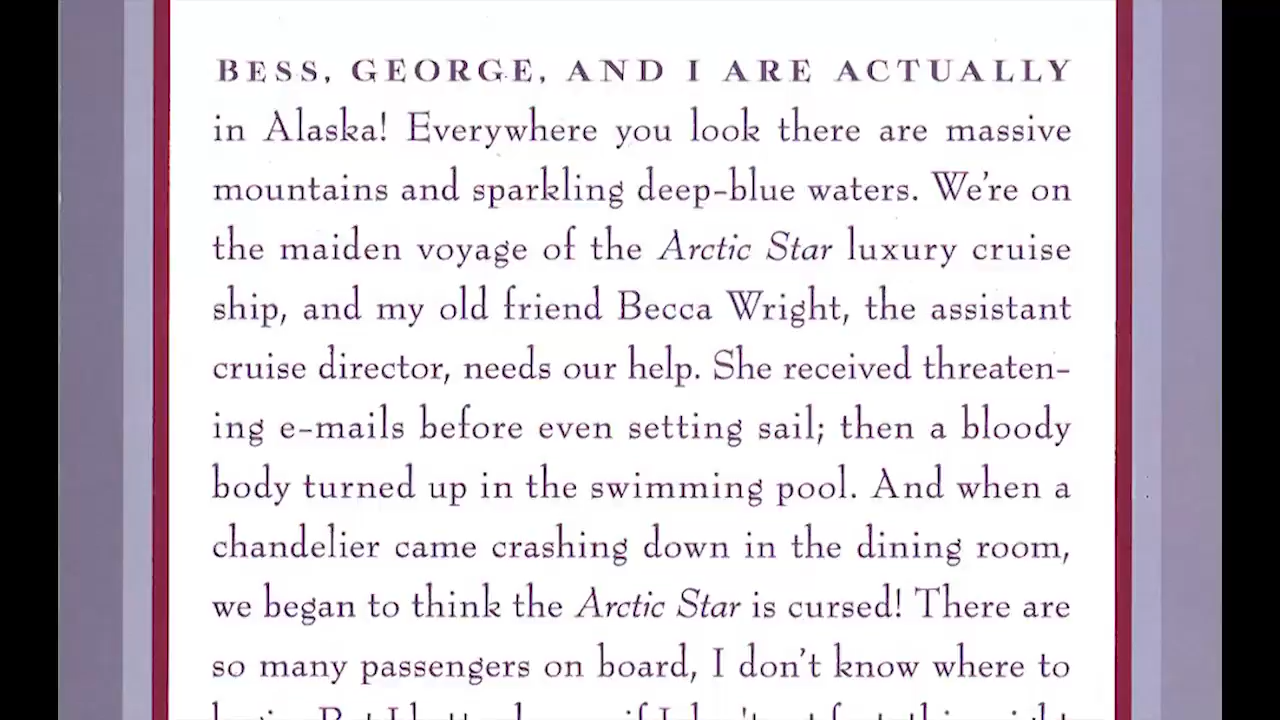 BESS, GEORGE, AND I ARE ACTUALLY
in Alaska! Everywhere you look there are massive
mountains and sparkling deep-blue waters. We're on
the maiden voyage of the Arctic Star luxury cruise
ship, and my old friend Becca Wright, the assistant
cruise director, needs our help. She received threaten-
ing e-mails before even setting sail; then a bloody
body turned up in the swimming pool. And when a
chandelier came crashing down in the dining room,
we began to think the Arctic Star is cursed! There are
so many passengers on board, I don't know where to